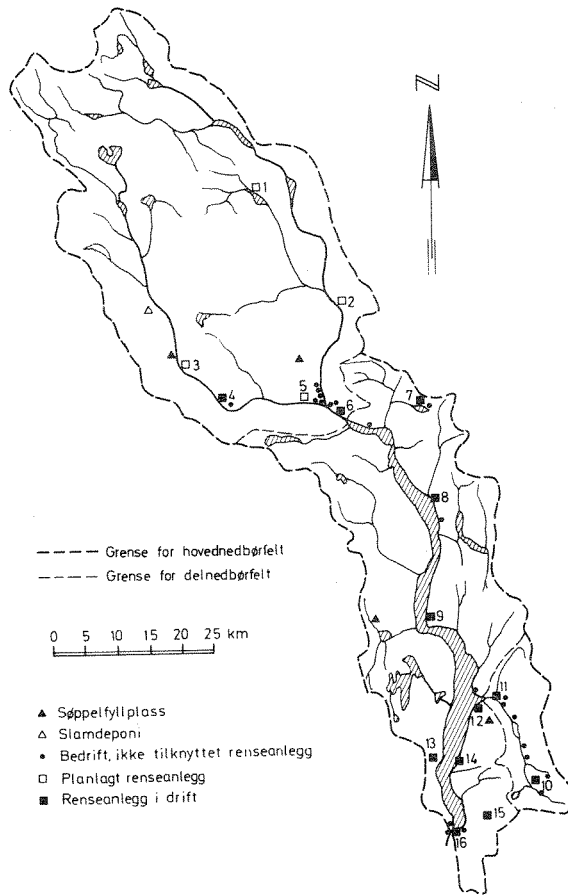 N
1
2
3
4
5
6
7
8
9
10
11
12
13
14
15
16
Grense for hovednedbørfelt
Grense for delnedbørfelt
0 5 10 15 20 25 km
Søppelfyllplass
Slamdeponi
Bedrift, ikke tilknyttet renseanlegg
Planlagt renseanlegg
Renseanlegg i drift